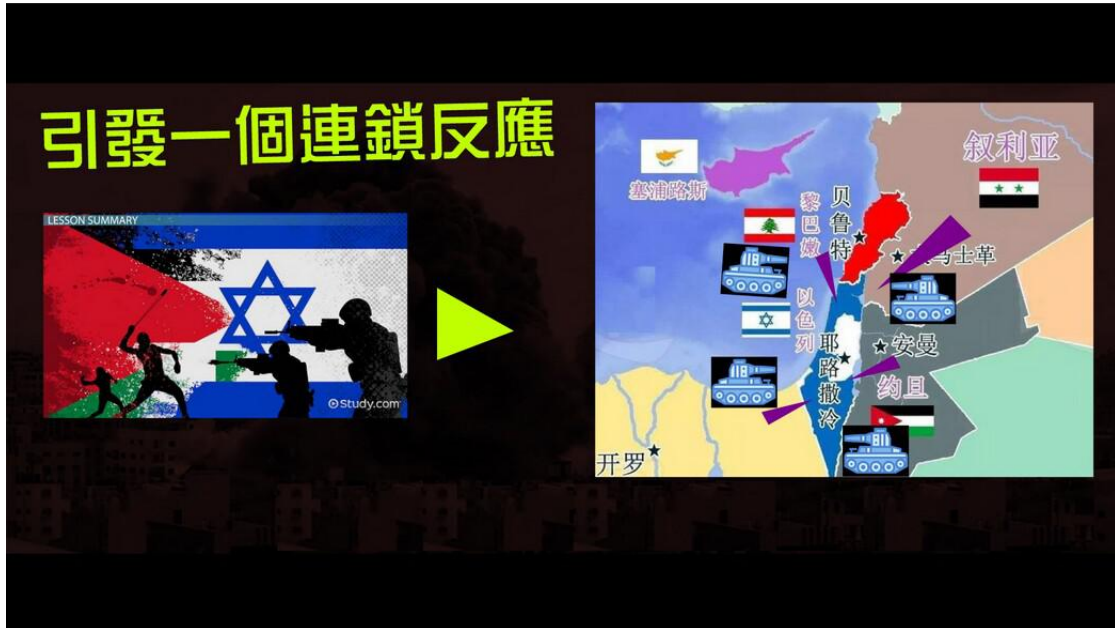 引發一個連鎖反應
LESSON SUMMARY
Study.com
叙利亚
塞浦路斯
黎巴嫩
贝鲁特
马士革
以色列
耶路撒冷
安曼
约旦
开罗